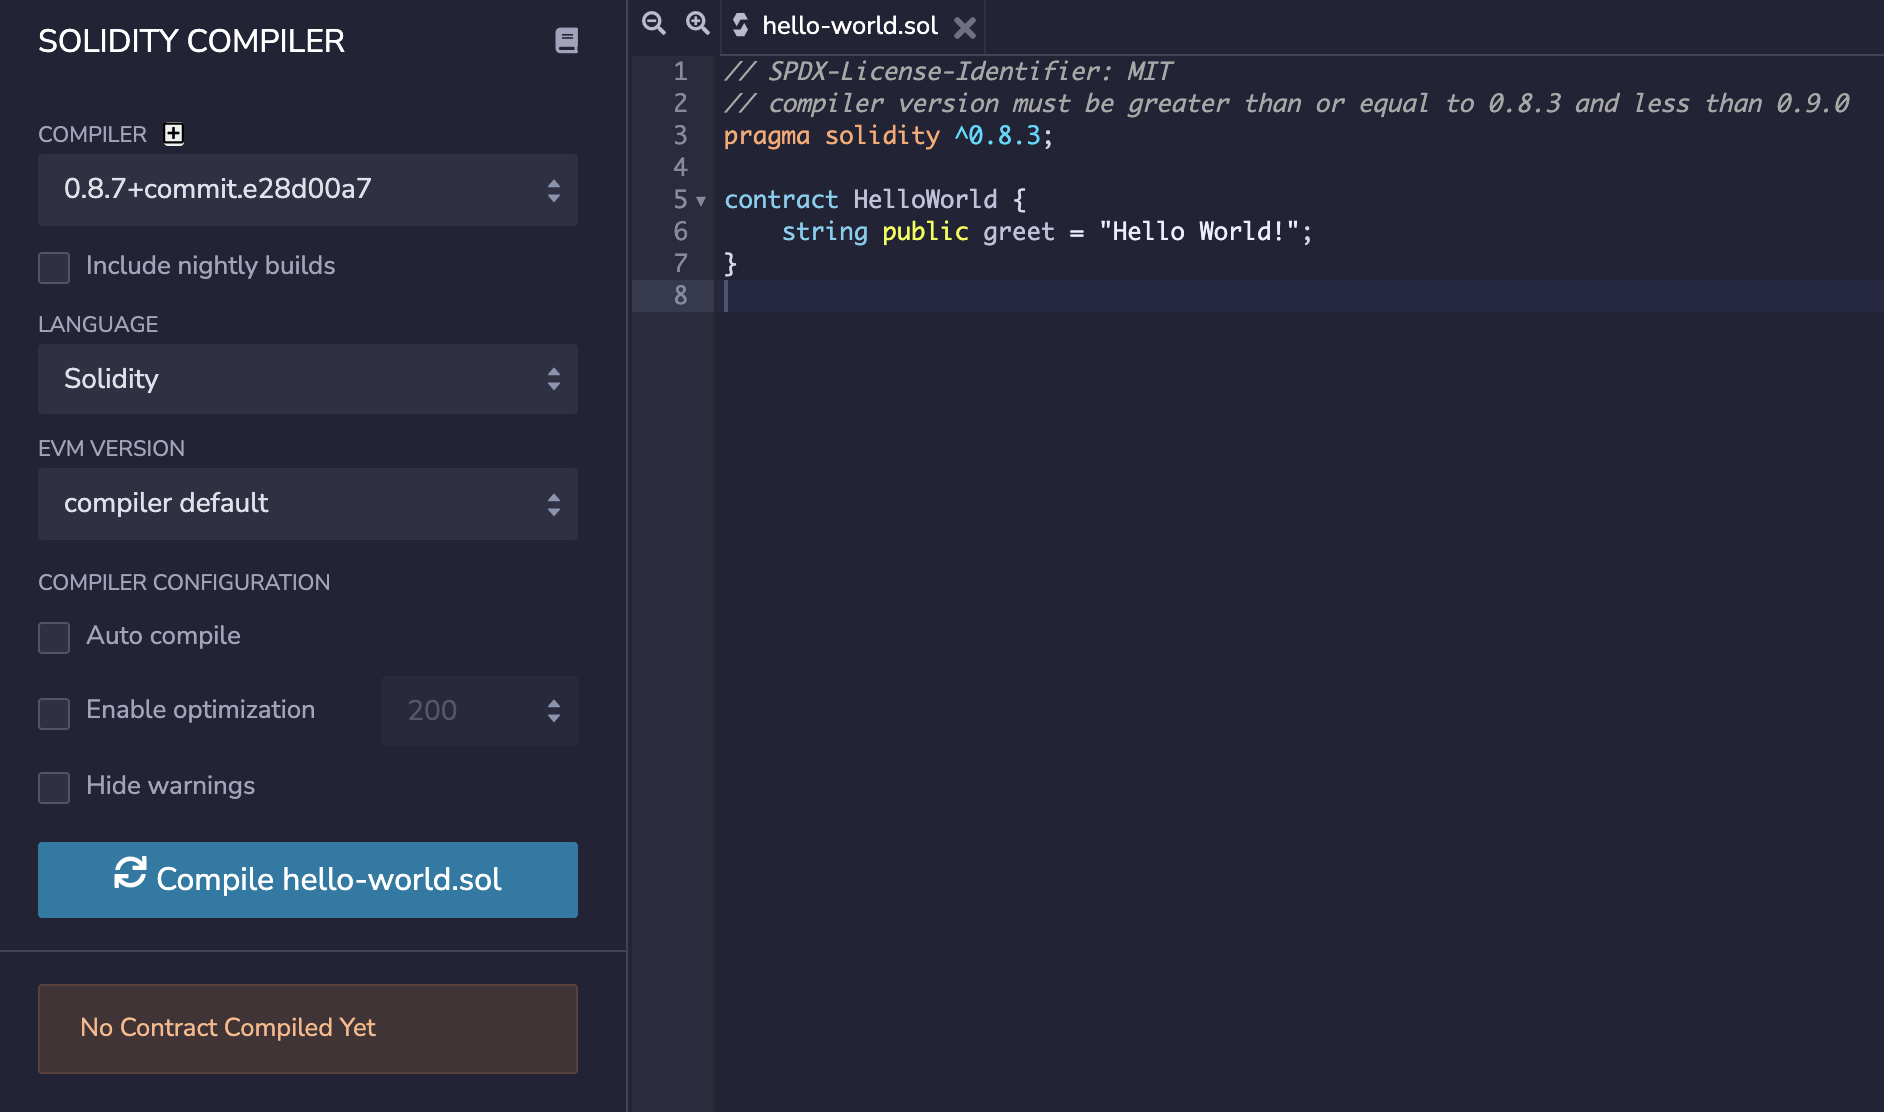 SOLIDITY COMPILER
COMPILER
0.8.7+commit.e28d00a7
Include nightly builds
LANGUAGE
Solidity
EVM VERSION
compiler default
COMPILER CONFIGURATION
Auto compile
Enable optimization 200
Hide warnings
Compile hello-world.sol
No Contract Compiled Yet
hello-world.sol
1 // SPDX-License-Identifier: MIT
2 // compiler version must be greater than or equal to 0.8.3 and less than 0.9.0
3 pragma solidity ^0.8.3;
4
5 contract HelloWorld {
6     string public greet = "Hello World!";
7 }
8